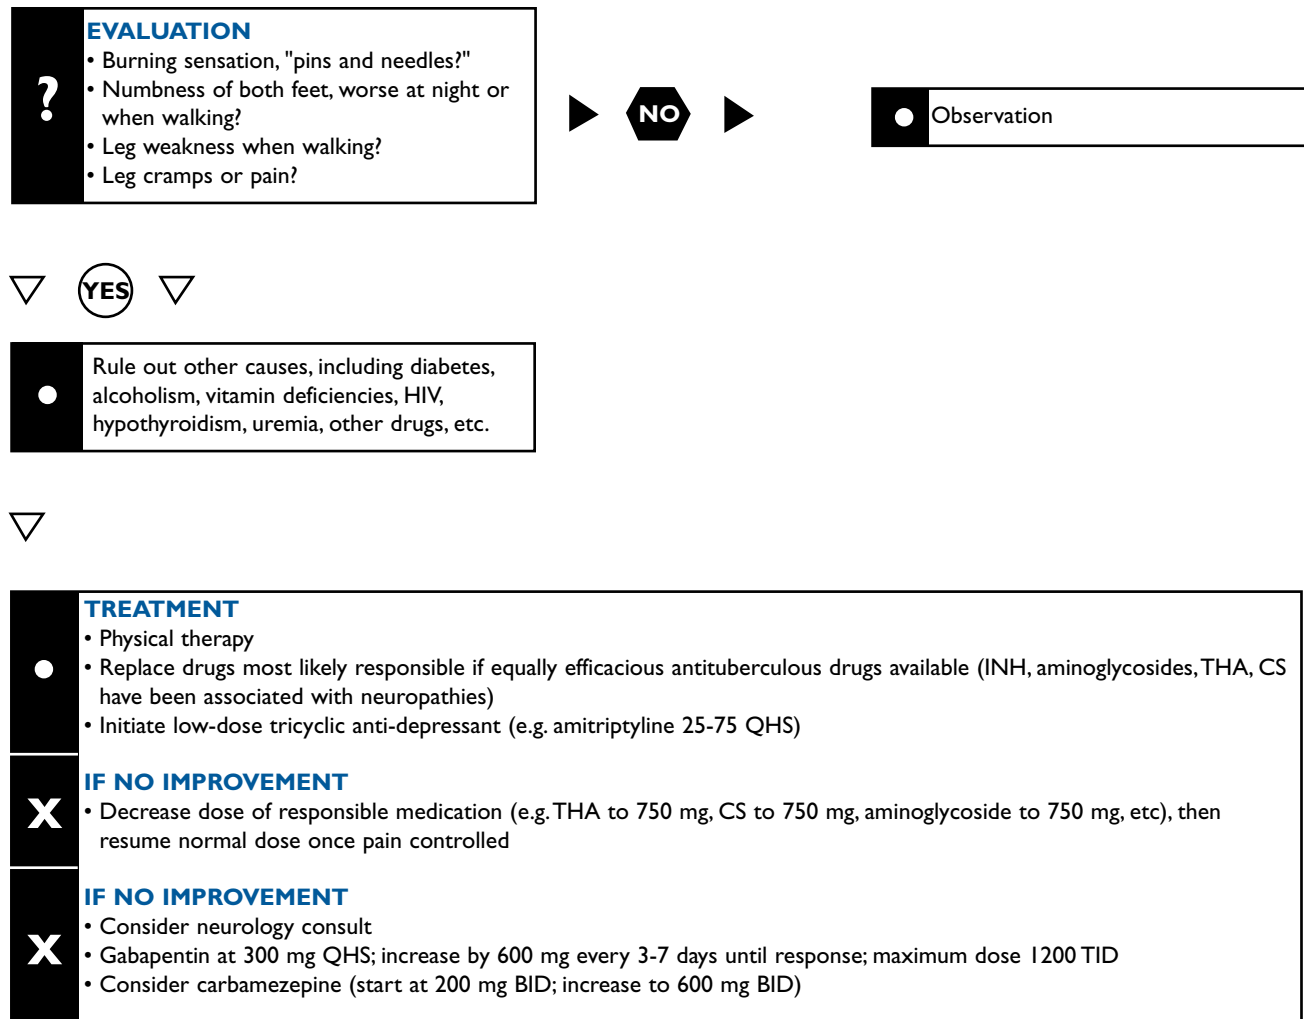 EVALUATION
?
• Burning sensation, "pins and needles?"
• Numbness of both feet, worse at night or
when walking?
• Leg weakness when walking?
• Leg cramps or pain?
NO
Observation
YES
Rule out other causes, including diabetes,
alcoholism, vitamin deficiencies, HIV,
hypothyroidism, uremia, other drugs, etc.
TREATMENT
• Physical therapy
• Replace drugs most likely responsible if equally efficacious antituberculous drugs available (INH, aminoglycosides, THA, CS
have been associated with neuropathies)
• Initiate low-dose tricyclic anti-depressant (e.g. amitriptyline 25-75 QHS)
X
IF NO IMPROVEMENT
• Decrease dose of responsible medication (e.g. THA to 750 mg, CS to 750 mg, aminoglycoside to 750 mg, etc), then
resume normal dose once pain controlled
X
IF NO IMPROVEMENT
• Consider neurology consult
• Gabapentin at 300 mg QHS; increase by 600 mg every 3-7 days until response; maximum dose 1200 TID
• Consider carbamezepine (start at 200 mg BID; increase to 600 mg BID)